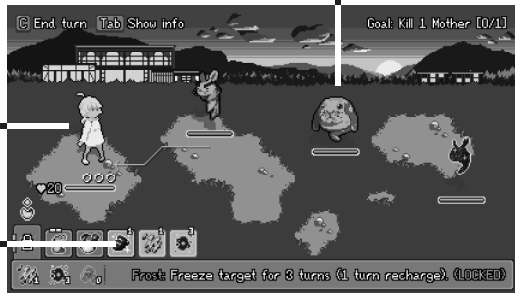 C End turn Tab Show info
Goal: Kill 1 Mother [0/1]
20
1 1 3
1 3 0 Frost: Freeze target for 3 turns (1 turn recharge). (LOCKED)